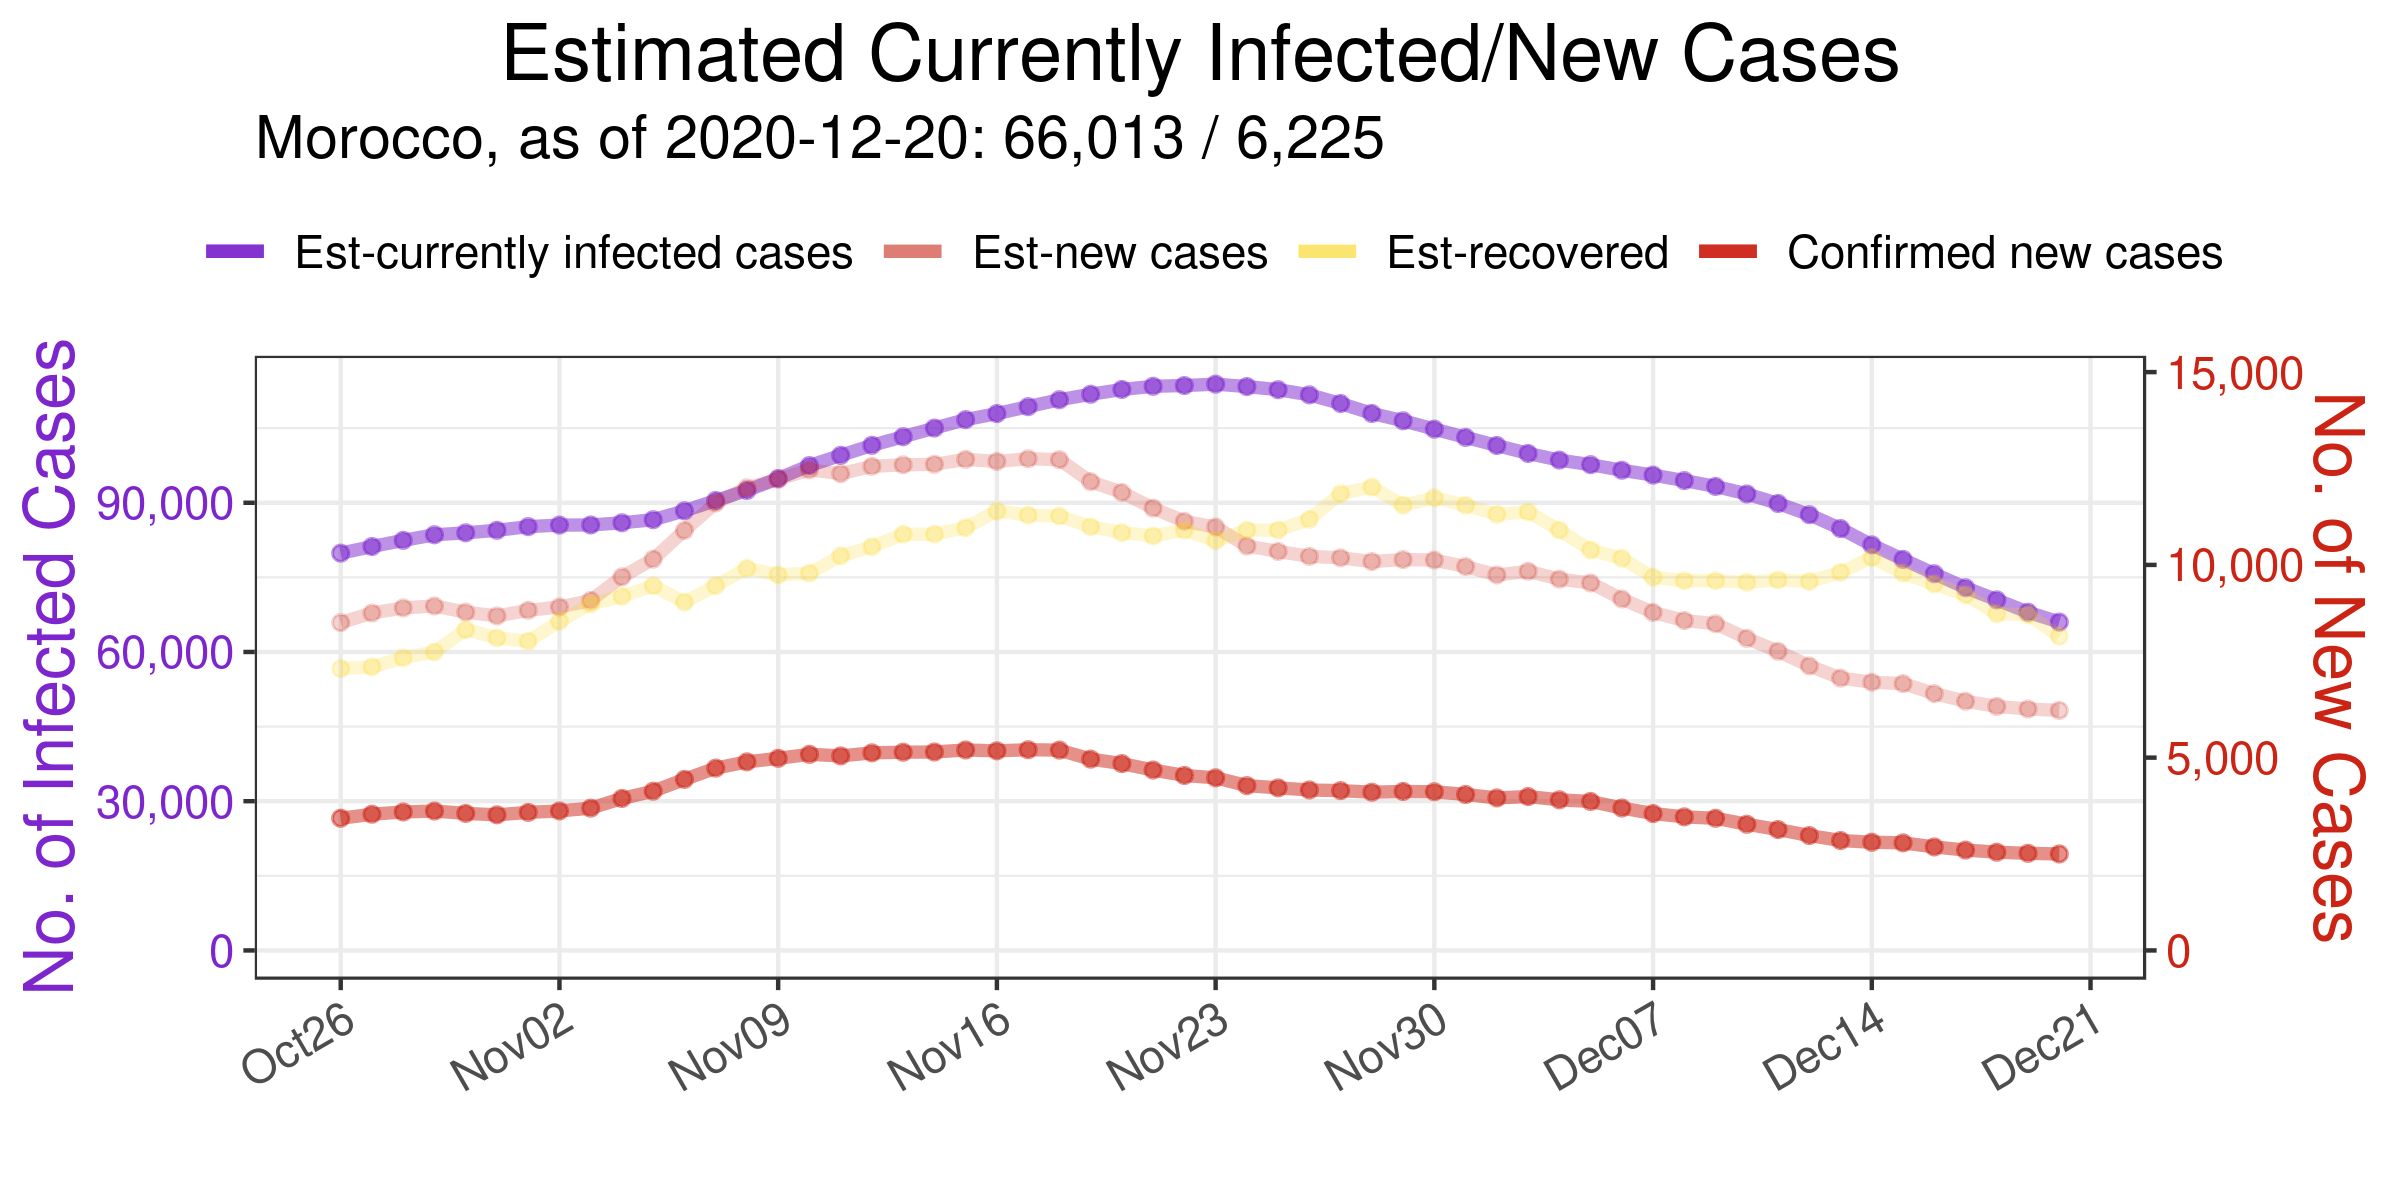 Estimated Currently Infected/New Cases
Morocco, as of 2020-12-20: 66,013 / 6,225
Est-currently infected cases Est-new cases Est-recovered Confirmed new cases
No. of Infected Cases
90,000
60,000
30,000
0
15,000
10,000
5,000
0
No. of New Cases
Oct26 Nov02 Nov09 Nov16 Nov23 Nov30 Dec07 Dec14 Dec21